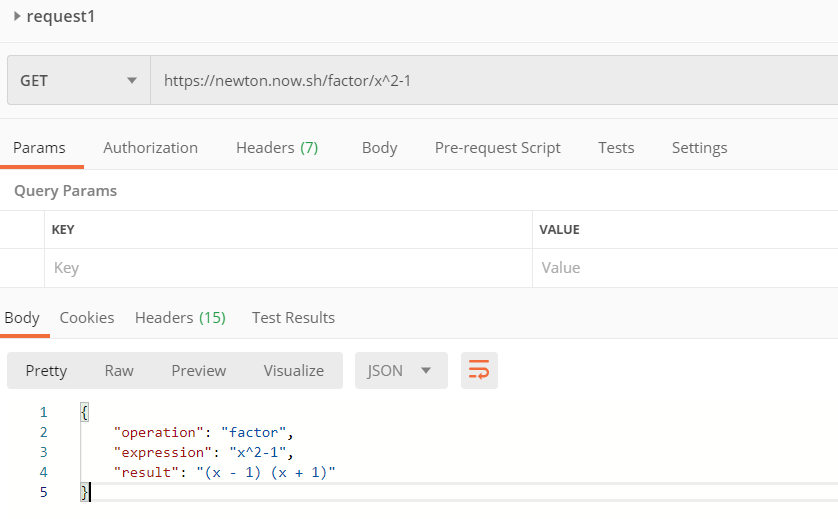 request1
GET https://newton.now.sh/factor/x^2-1
Params Authorization Headers (7) Body Pre-request Script Tests Settings
Query Params
KEY VALUE
Key Value
Body Cookies Headers (15) Test Results
Pretty Raw Preview Visualize JSON
1 {
2 "operation": "factor",
3 "expression": "x^2-1",
4 "result": "(x - 1) (x + 1)"
5 }